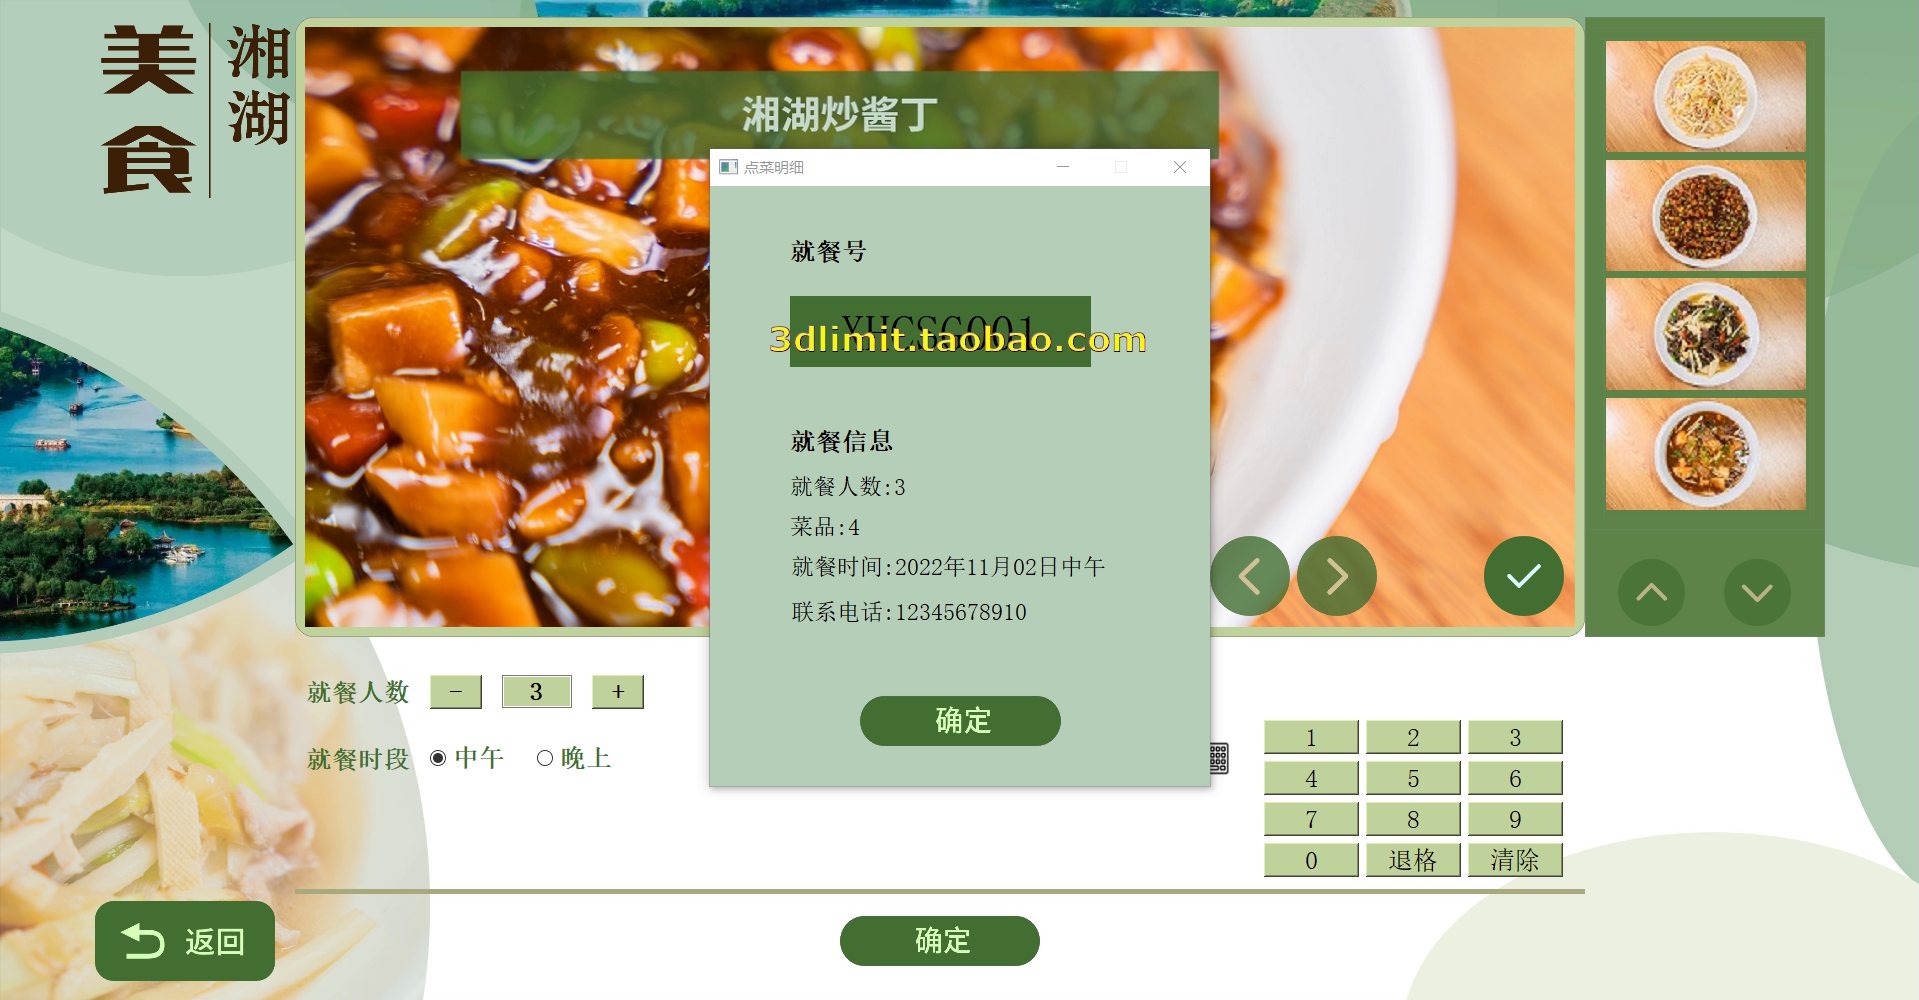 湘湖
美食
湘湖炒酱丁
点菜明细
就餐号
YHCSG001
3dlimit.taobao.com
就餐信息
就餐人数:3
菜品:4
就餐时间:2022年11月02日中午
联系电话:12345678910
确定
就餐人数 - 3 +
就餐时段 中午 晚上
1 2 3
4 5 6
7 8 9
0 退格 清除
返回
确定